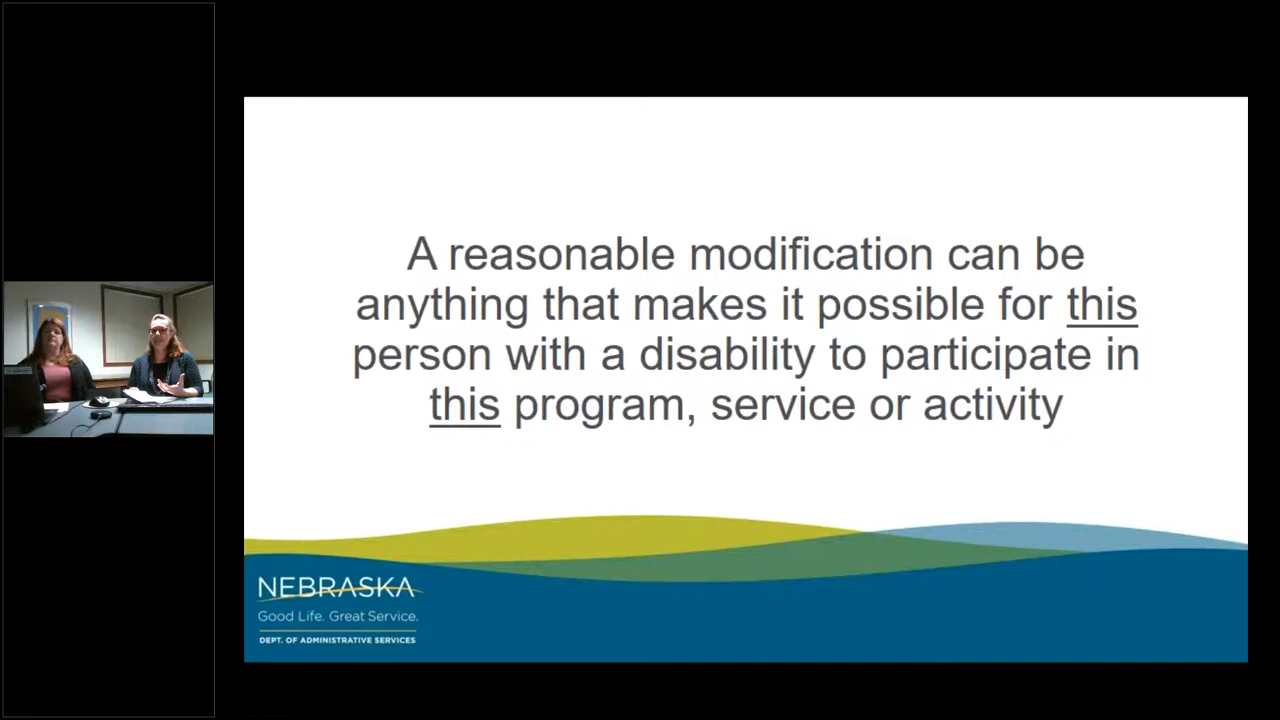 A reasonable modification can be
anything that makes it possible for this
person with a disability to participate in
this program, service or activity
NEBRASKA
Good Life. Great Service.
DEPT. OF ADMINISTRATIVE SERVICES